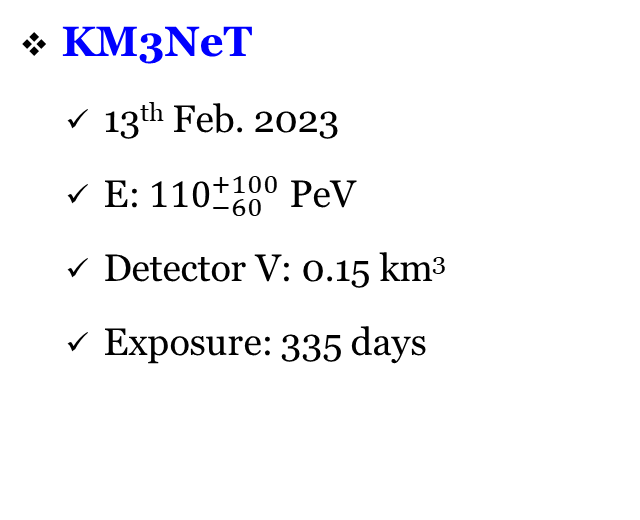 ❖ KM3NeT
✓ 13th Feb. 2023
✓ E: 110+100−60 PeV
✓ Detector V: 0.15 km³
✓ Exposure: 335 days